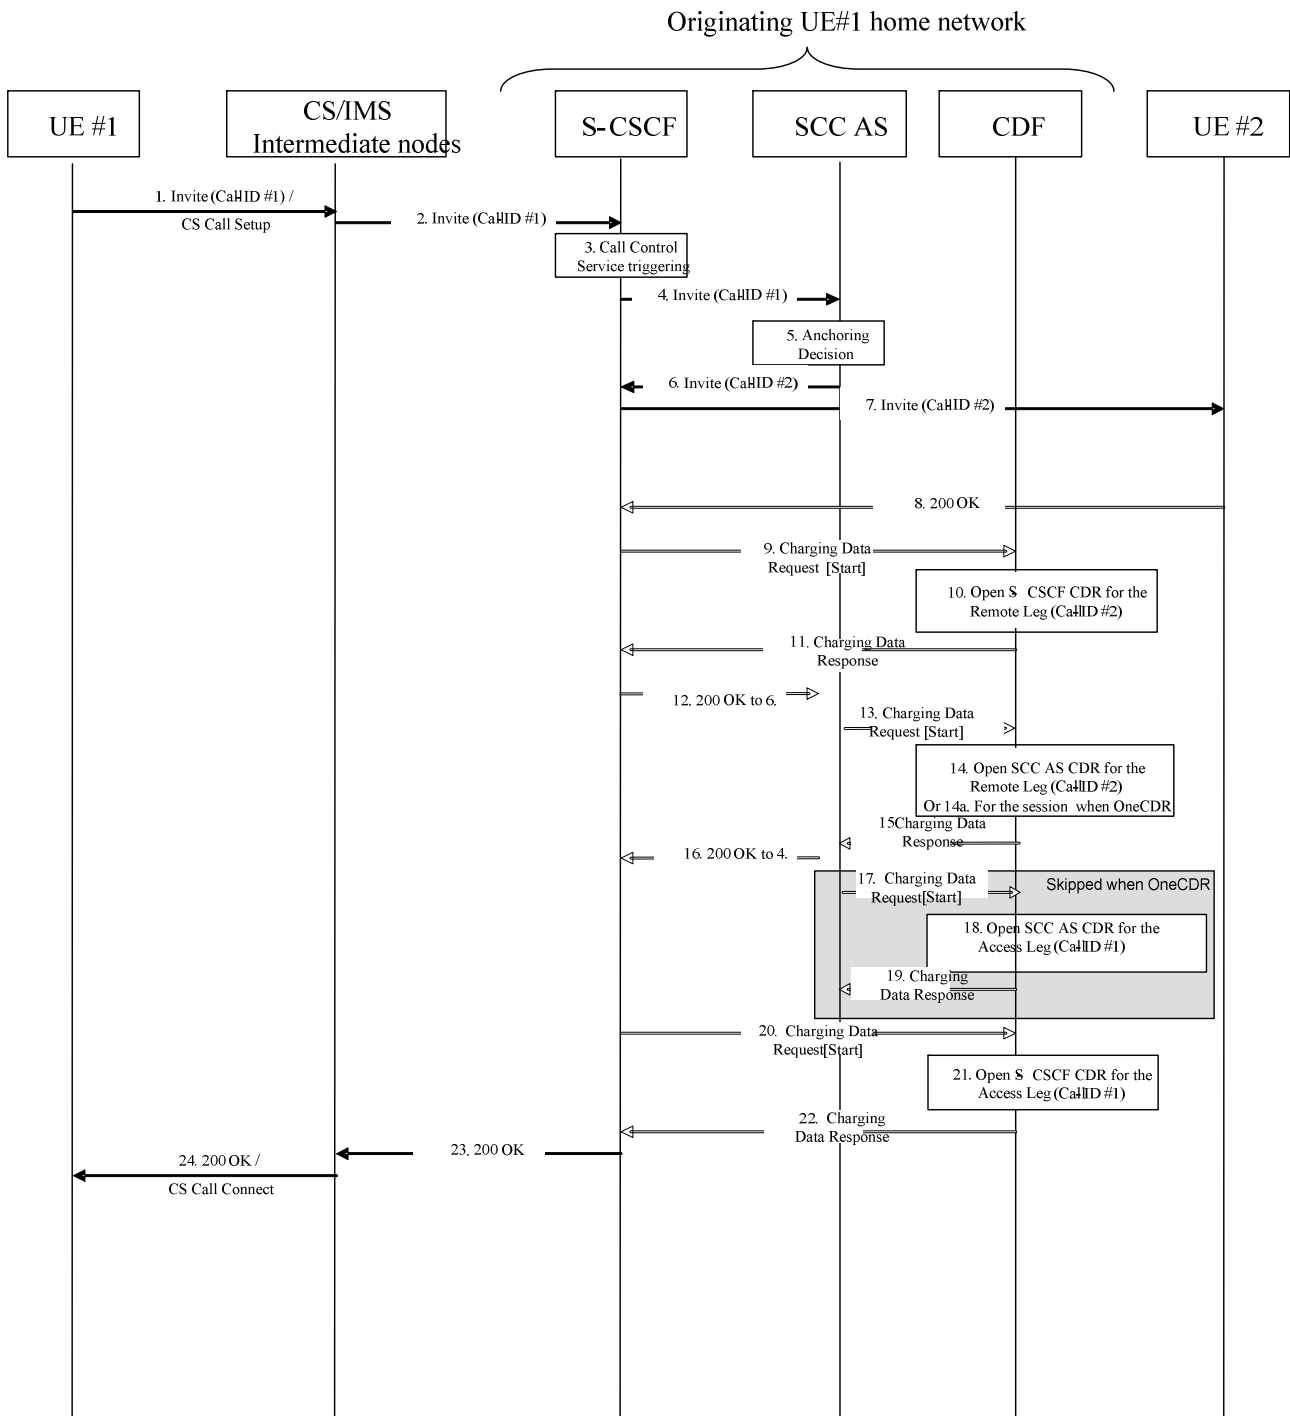 Originating UE#1 home network
UE #1
CS/IMS
Intermediate nodes
S-CSCF
SCC AS
CDF
UE #2
1. Invite (Call-ID #1) /
CS Call Setup
2. Invite (Call-ID #1)
3. Call Control
Service triggering
4. Invite (Call-ID #1)
5. Anchoring
Decision
6. Invite (Call-ID #2)
7. Invite (Call-ID #2)
8. 200 OK
9. Charging Data
Request [Start]
10. Open S- CSCF CDR for the
Remote Leg (Call-ID #2)
11. Charging Data
Response
12. 200 OK to 6.
13. Charging Data
Request [Start]
14. Open SCC AS CDR for the
Remote Leg (Call-ID #2)
Or 14a. For the session when OneCDR
15Charging Data
Response
16. 200 OK to 4.
17. Charging Data
Request[Start]
Skipped when OneCDR
18. Open SCC AS CDR for the
Access Leg (Call-ID #1)
19. Charging
Data Response
20. Charging Data
Request[Start]
21. Open S- CSCF CDR for the
Access Leg (Call-ID #1)
22. Charging
Data Response
23. 200 OK
24. 200 OK /
CS Call Connect